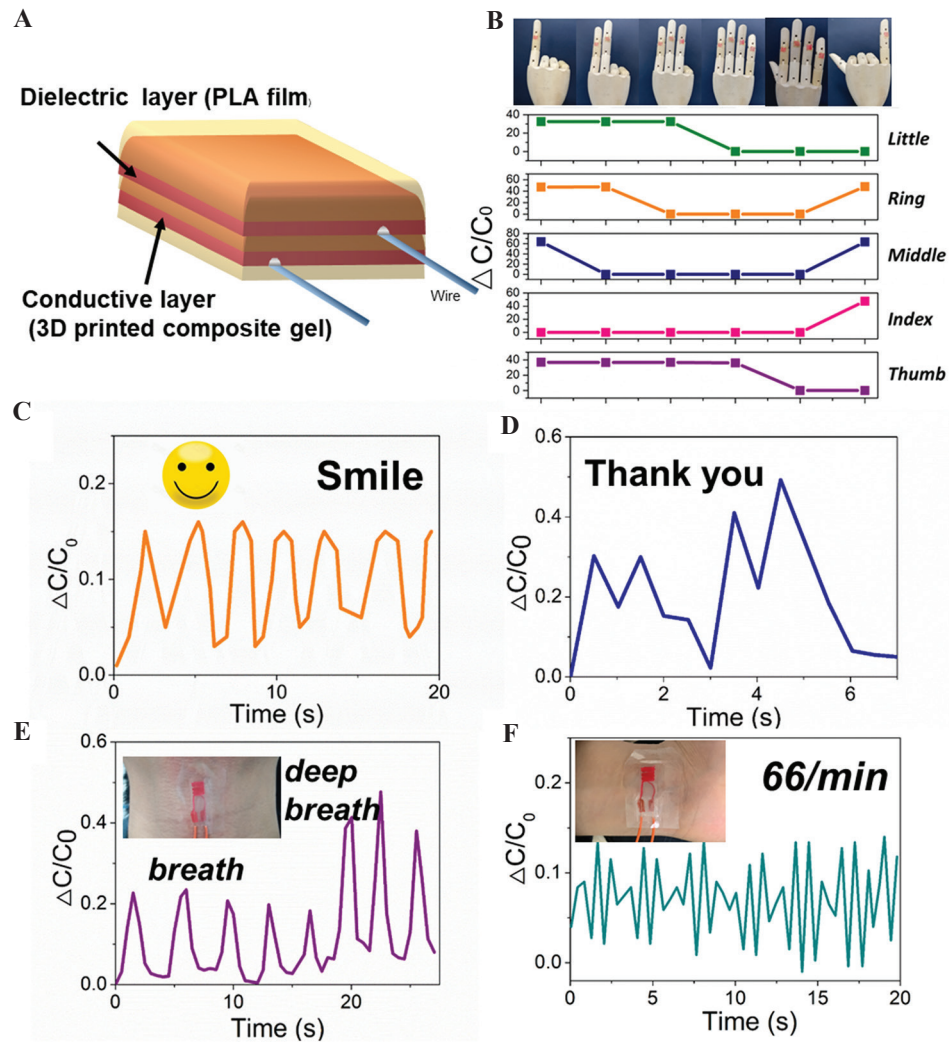 A
Dielectric layer (PLA film)
Conductive layer
(3D printed composite gel)
Wire
B
△ C/C0
40
20
0
Little
60
40
20
0
Ring
80
60
40
20
0
Middle
60
40
20
0
Index
40
20
0
Thumb
C
Smile
△C/C0
0.2
0.1
0.0
0
10
20
Time (s)
D
Thank you
△C/C0
0.6
0.4
0.2
0.0
0
2
4
6
Time (s)
E
deep
breath
breath
△C/C0
0.6
0.4
0.2
0.0
0
10
20
Time (s)
F
66/min
△C/C0
0.2
0.1
0.0
0
5
10
15
20
Time (s)